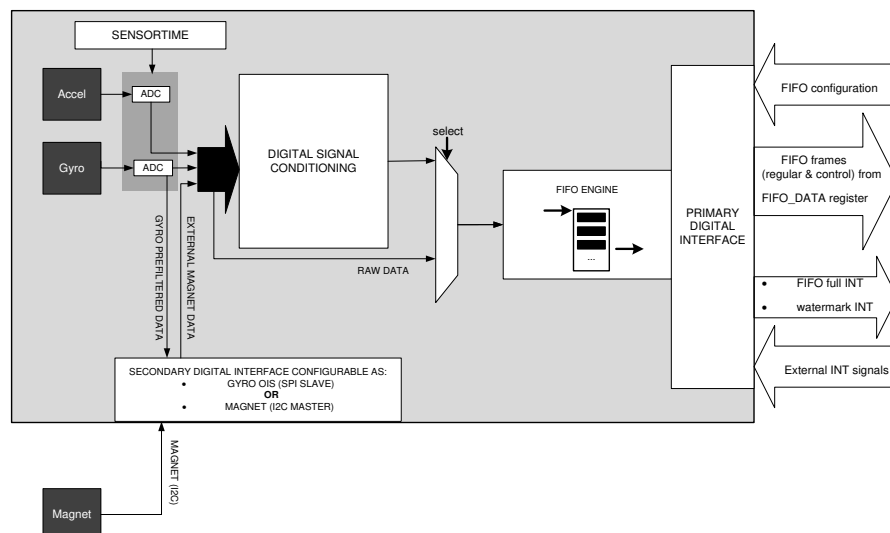 SENSORTIME
Accel
ADC
Gyro
ADC
DIGITAL SIGNAL
CONDITIONING
select
RAW DATA
GYRO PREFILTERED DATA
EXTERNAL MAGNET DATA
FIFO ENGINE
...
PRIMARY
DIGITAL
INTERFACE
FIFO configuration
FIFO frames
(regular & control) from
FIFO_DATA register
• FIFO full INT
• watermark INT
External INT signals
SECONDARY DIGITAL INTERFACE CONFIGURABLE AS:
• GYRO OIS (SPI SLAVE)
OR
• MAGNET (I2C MASTER)
MAGNET (I2C)
Magnet